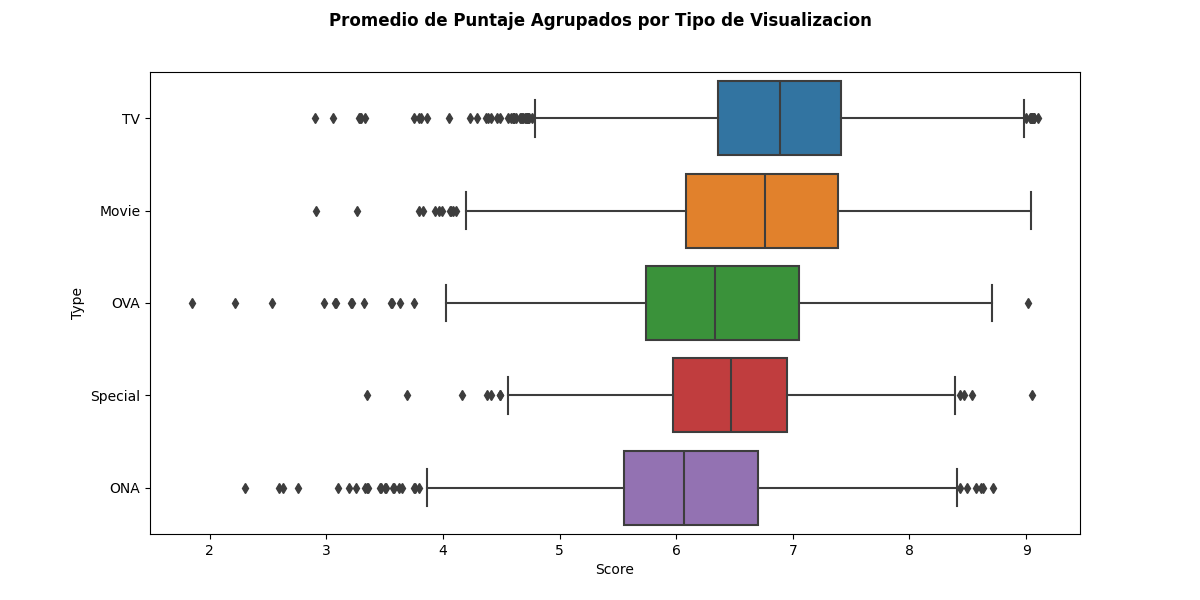 Promedio de Puntaje Agrupados por Tipo de Visualizacion
TV
Movie
OVA
Special
ONA
Type
2 3 4 5 6 7 8 9
Score